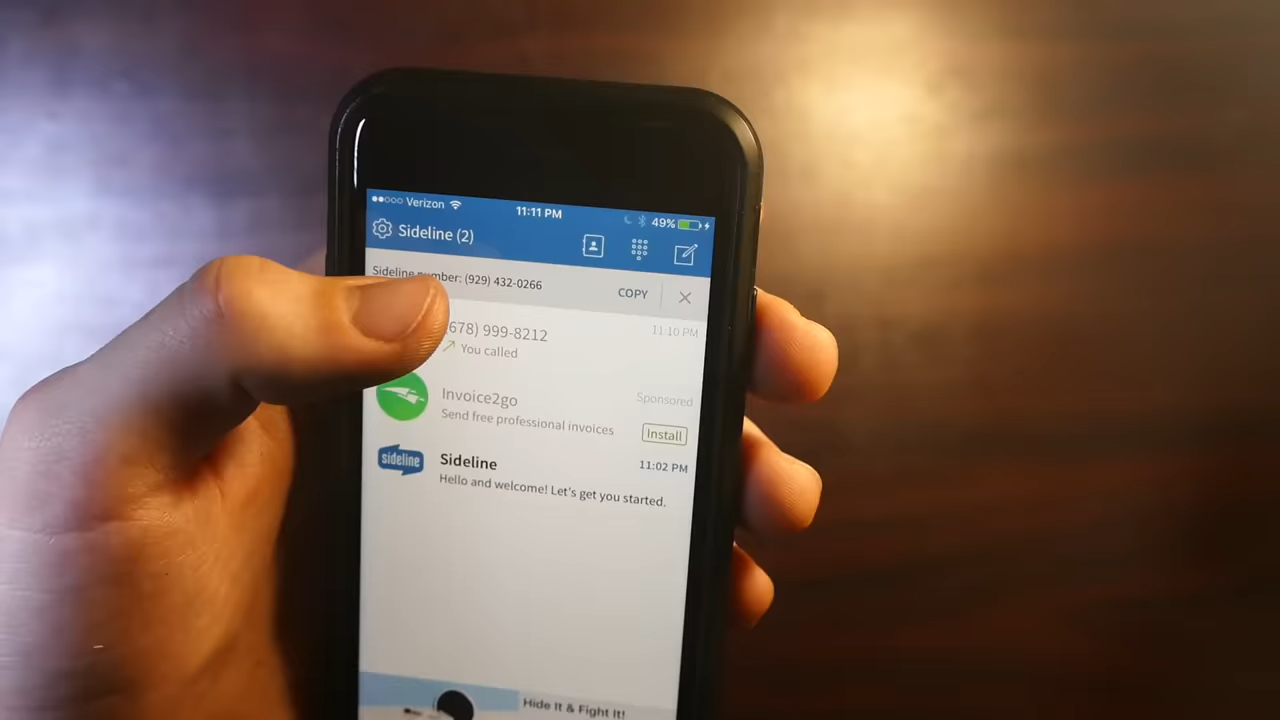 Verizon 11:11 PM 49%
Sideline (2)
Sideline number: (929) 432-0266 COPY
678) 999-8212 11:10 PM
You called
Invoice2go Sponsored
Send free professional invoices Install
sideline Sideline 11:02 PM
Hello and welcome! Let's get you started.
Hide It & Fight It!